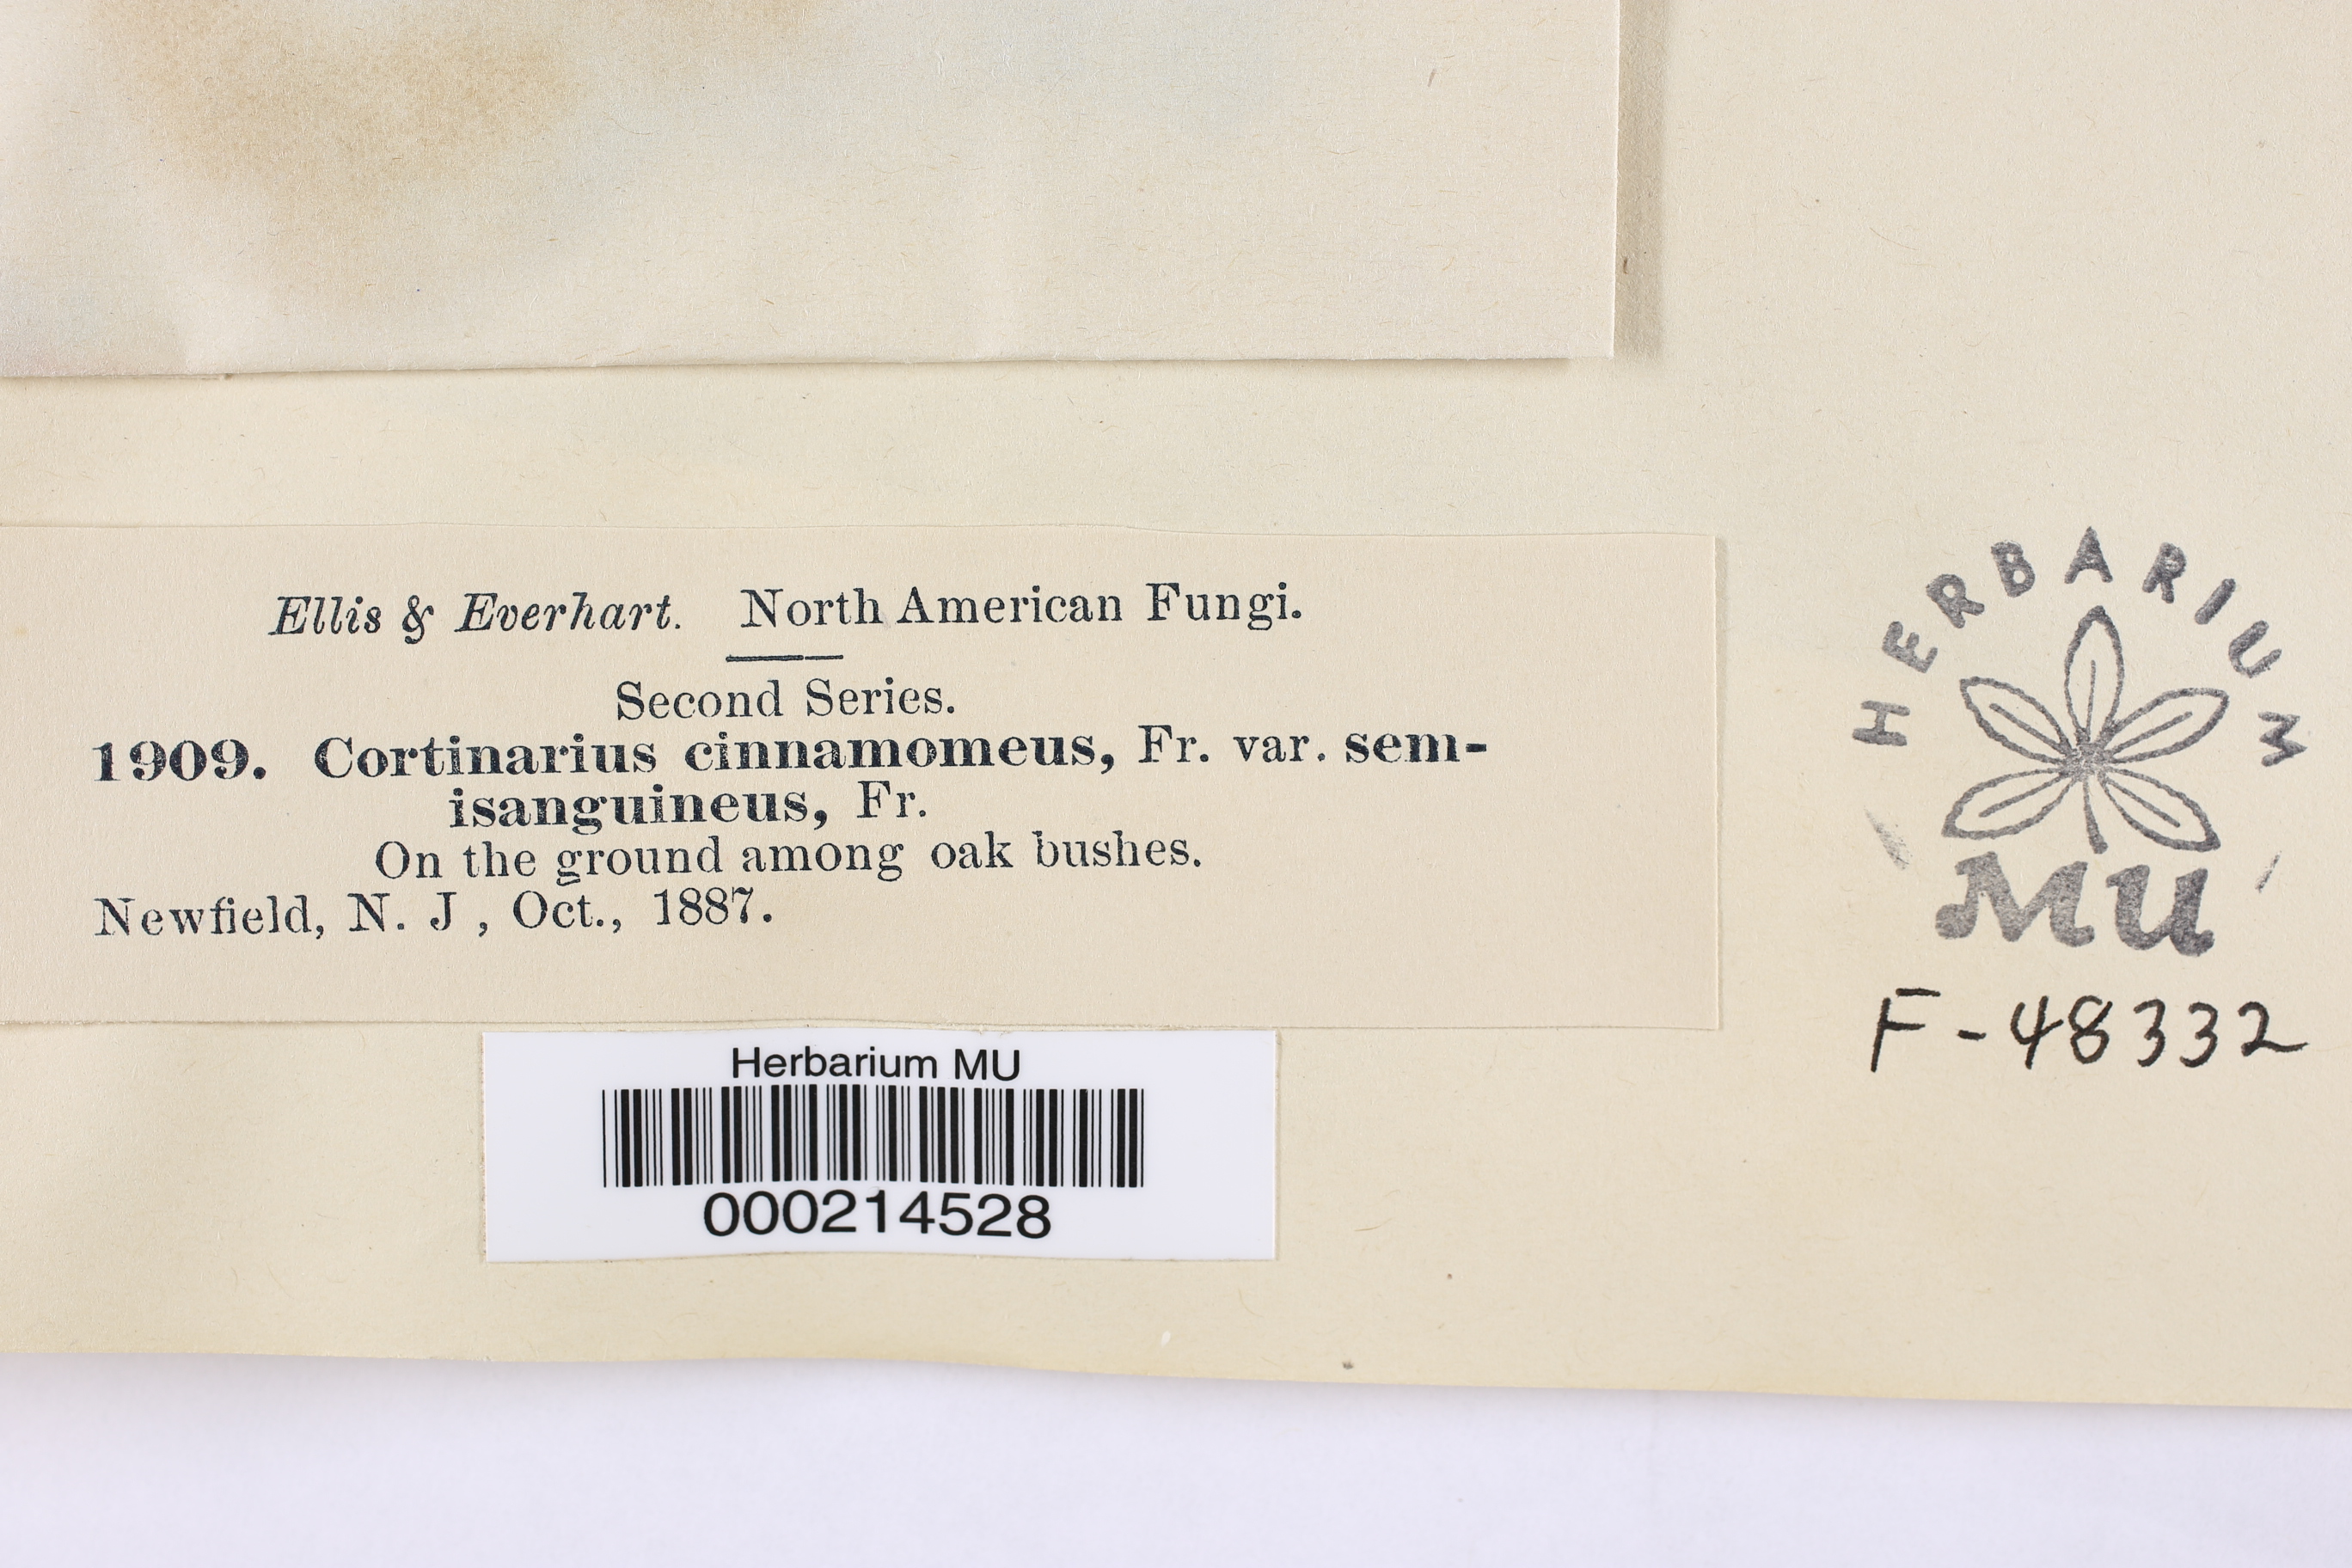 Ellis & Everhart. North American Fungi.
Second Series.
1909. Cortinarius cinnamomeus, Fr. var. sem-
isanguineus, Fr.
On the ground among oak bushes.
Newfield, N. J , Oct., 1887.
HERBARIUM
MU
F-48332
Herbarium MU
000214528